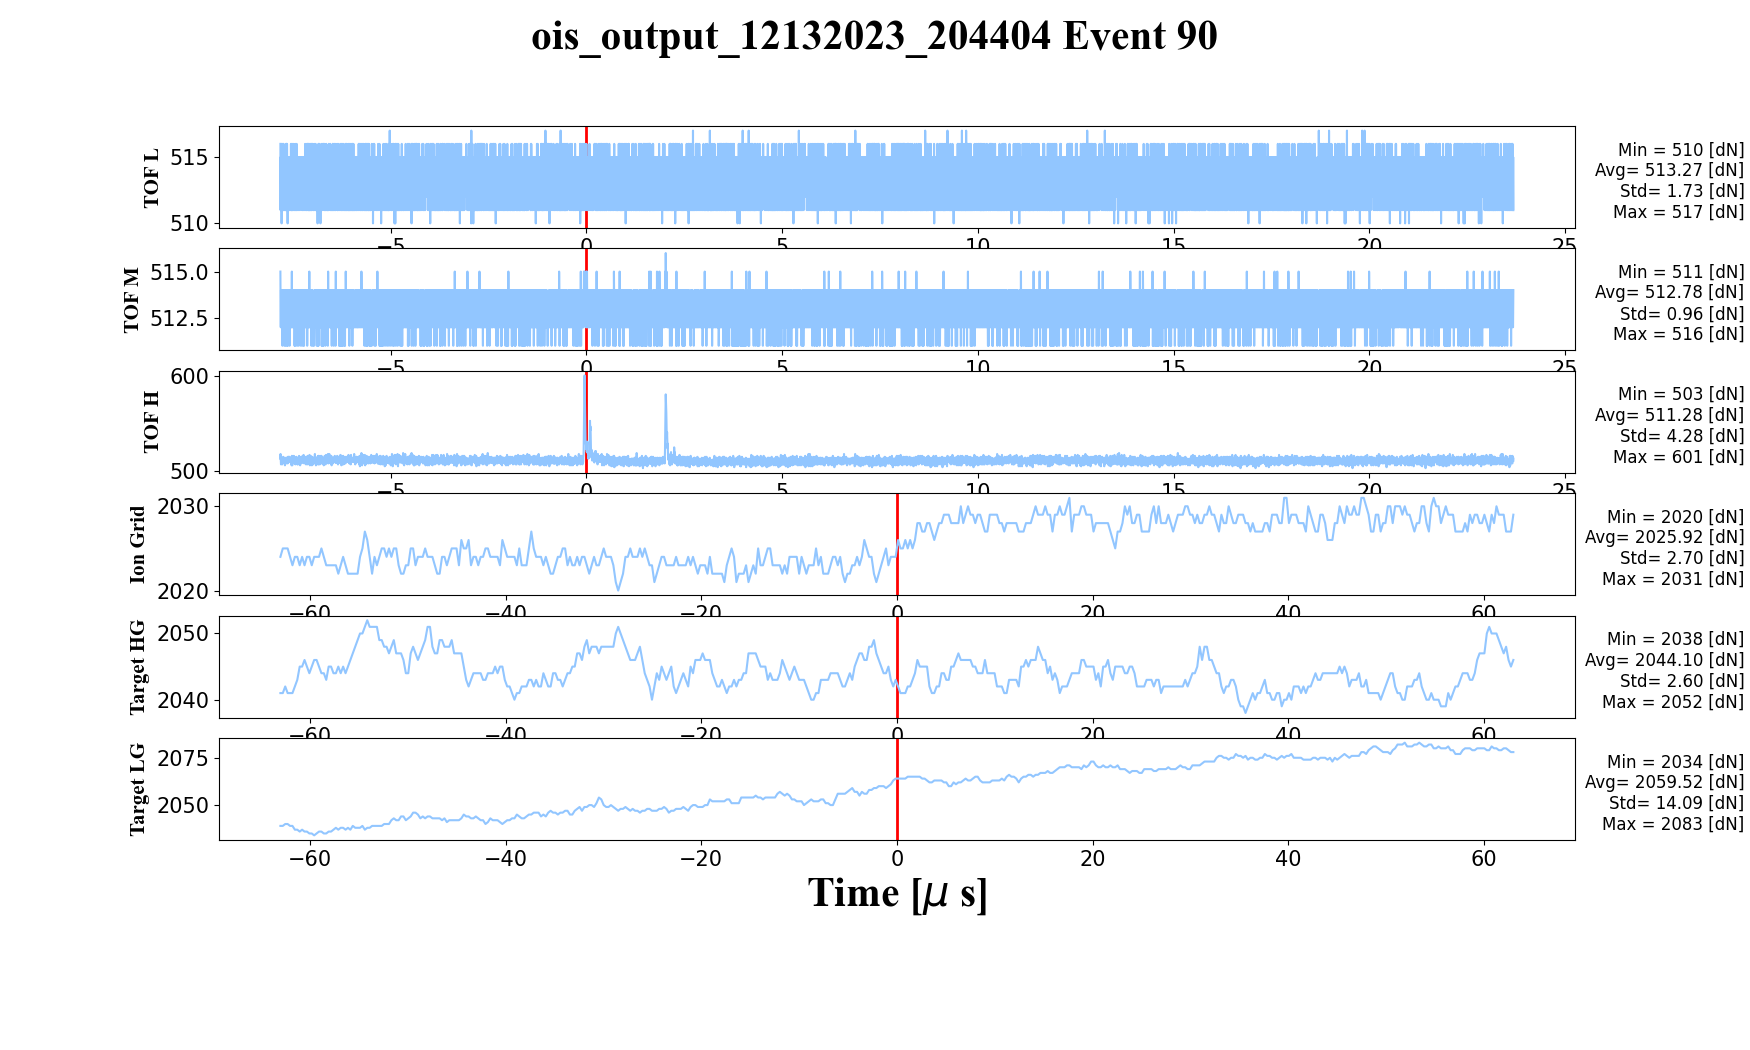 ois_output_12132023_204404 Event 90
TOF L
515
510
−5
0
5
10
15
20
25
Min = 510 [dN]
Avg= 513.27 [dN]
Std= 1.73 [dN]
Max = 517 [dN]
TOF M
515.0
512.5
−5
0
5
10
15
20
25
Min = 511 [dN]
Avg= 512.78 [dN]
Std= 0.96 [dN]
Max = 516 [dN]
TOF H
600
500
−5
0
5
10
15
20
25
Min = 503 [dN]
Avg= 511.28 [dN]
Std= 4.28 [dN]
Max = 601 [dN]
Ion Grid
2030
2020
−60
−40
−20
0
20
40
60
Min = 2020 [dN]
Avg= 2025.92 [dN]
Std= 2.70 [dN]
Max = 2031 [dN]
Target HG
2050
2040
−60
−40
−20
0
20
40
60
Min = 2038 [dN]
Avg= 2044.10 [dN]
Std= 2.60 [dN]
Max = 2052 [dN]
Target LG
2075
2050
−60
−40
−20
0
20
40
60
Min = 2034 [dN]
Avg= 2059.52 [dN]
Std= 14.09 [dN]
Max = 2083 [dN]
Time [μ s]